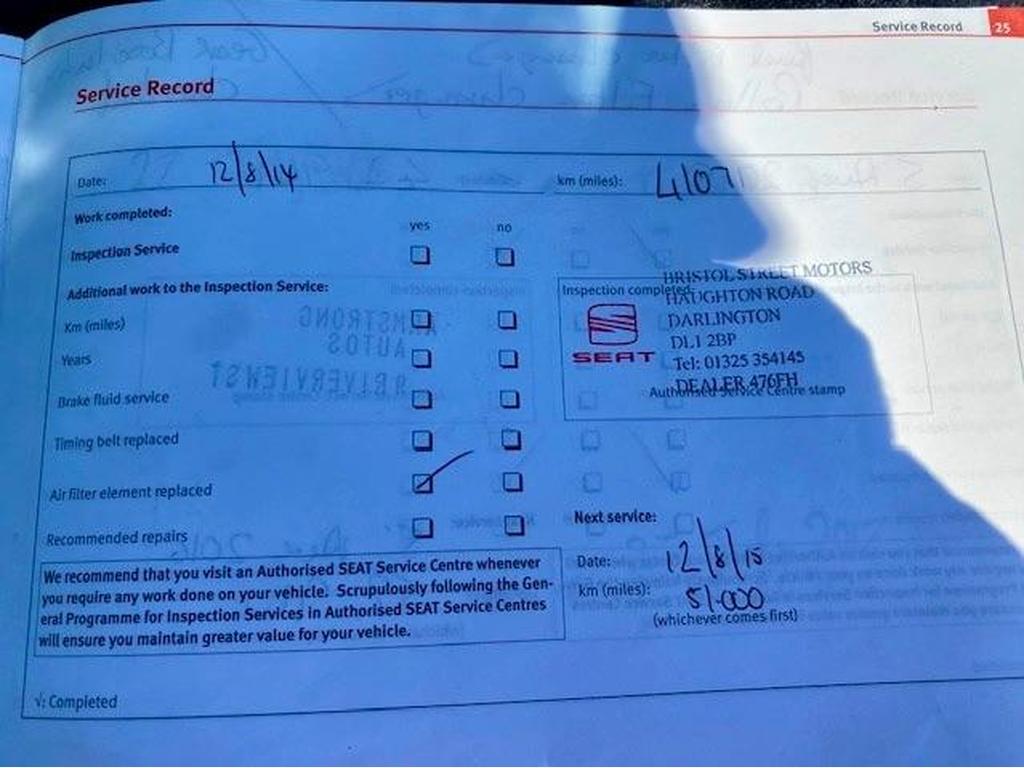 Service Record 25
Service Record
Date: 12/8/14 km (miles): 41071
Work completed:
yes no
Inspection Service
Additional work to the Inspection Service:
Km (miles)
Years
Brake fluid service
Timing belt replaced
Air filter element replaced
Recommended repairs
Inspection completed:
BRISTOL STREET MOTORS
HAUGHTON ROAD
DARLINGTON
DL1 2BP
Tel: 01325 354145
DEALER 476FH
SEAT
Authorised Service Centre stamp
Next service:
Date: 12/8/15
km (miles): 51000
(whichever comes first)
We recommend that you visit an Authorised SEAT Service Centre whenever
you require any work done on your vehicle. Scrupulously following the Gen-
eral Programme for Inspection Services in Authorised SEAT Service Centres
will ensure you maintain greater value for your vehicle.
√: Completed